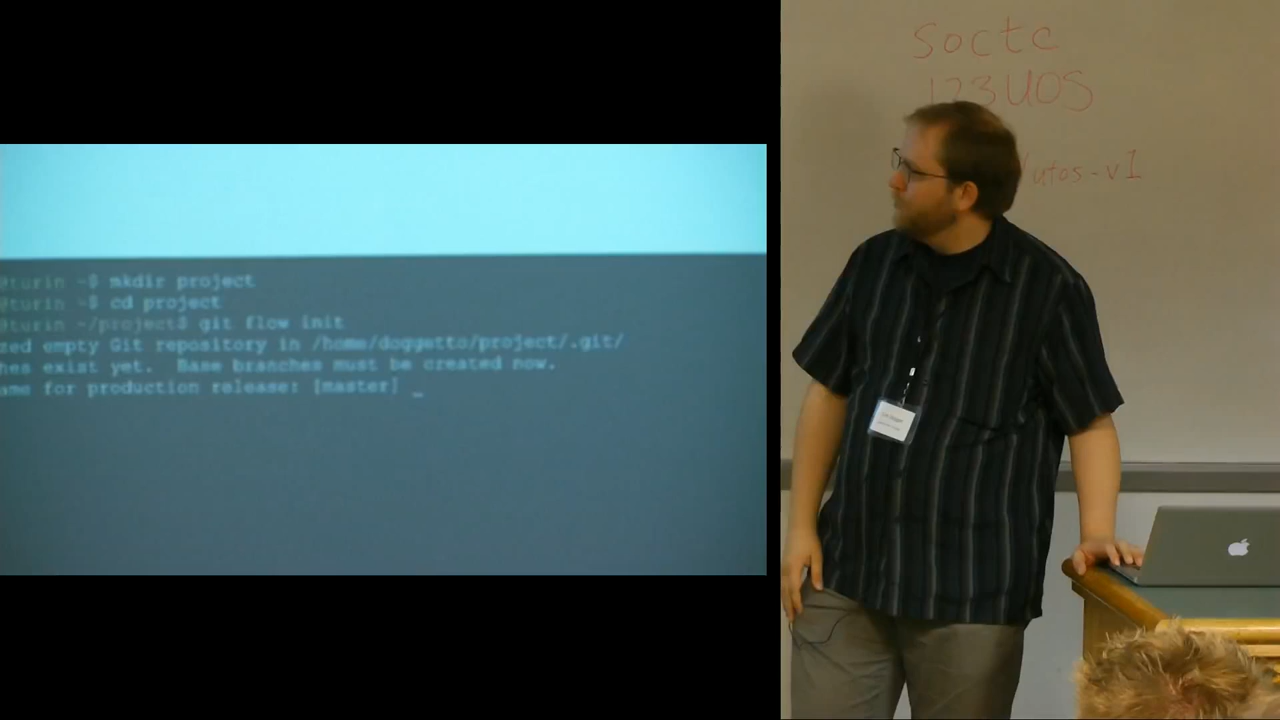 @turin ~$ mkdir project
@turin ~$ cd project
@turin ~/project$ git flow init
zed empty Git repository in /home/doggetto/project/.git/
hes exist yet.  Base branches must be created now.
ame for production release: [master] _
soctc
123UOS
utos-v1